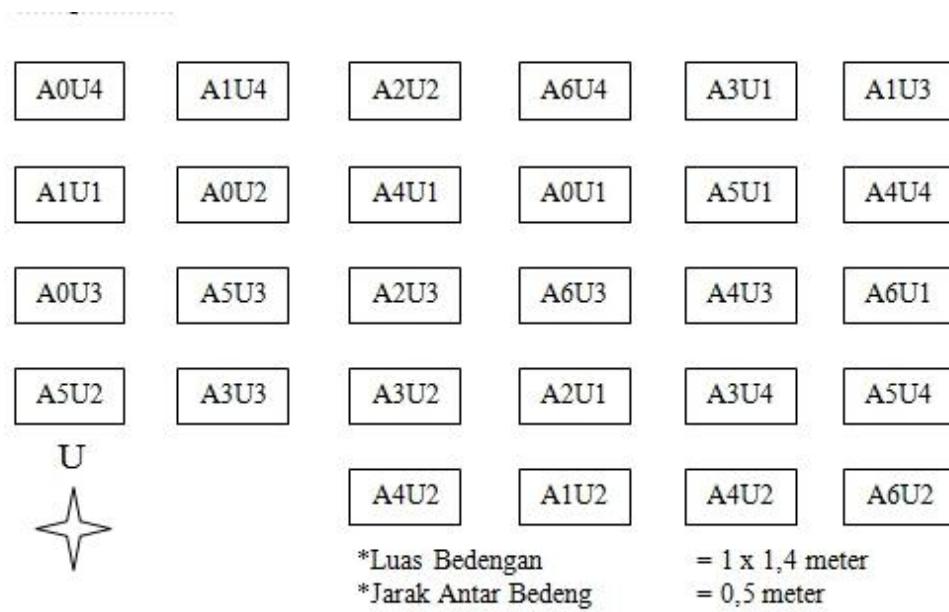 A0U4 A1U4 A2U2 A6U4 A3U1 A1U3
A1U1 A0U2 A4U1 A0U1 A5U1 A4U4
A0U3 A5U3 A2U3 A6U3 A4U3 A6U1
A5U2 A3U3 A3U2 A2U1 A3U4 A5U4
U
A4U2 A1U2 A4U2 A6U2
*Luas Bedengan = 1 x 1,4 meter
*Jarak Antar Bedeng = 0,5 meter